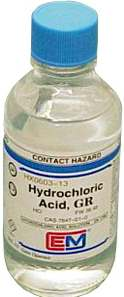 CONTACT HAZARD
HX0603-13
Hydrochloric
Acid, GR
HCl FW 36.46
CAS 7647-01-0
EM